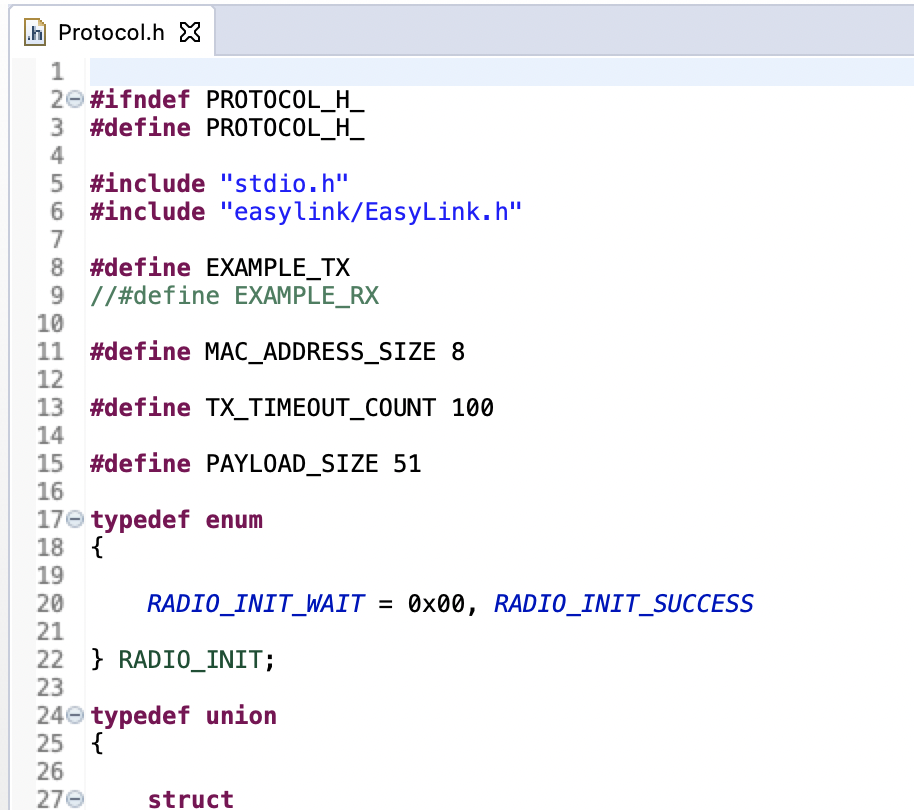 .h Protocol.h
1
2 #ifndef PROTOCOL_H_
3 #define PROTOCOL_H_
4
5 #include "stdio.h"
6 #include "easylink/EasyLink.h"
7
8 #define EXAMPLE_TX
9 //#define EXAMPLE_RX
10
11 #define MAC_ADDRESS_SIZE 8
12
13 #define TX_TIMEOUT_COUNT 100
14
15 #define PAYLOAD_SIZE 51
16
17 typedef enum
18 {
19
20     RADIO_INIT_WAIT = 0x00, RADIO_INIT_SUCCESS
21
22 } RADIO_INIT;
23
24 typedef union
25 {
26
27     struct